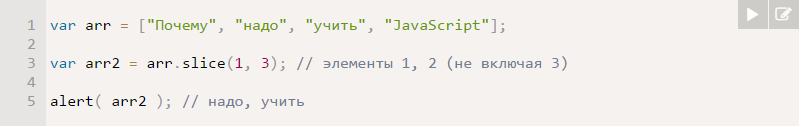 1 var arr = ["Почему", "надо", "учить", "JavaScript"];
2
3 var arr2 = arr.slice(1, 3); // элементы 1, 2 (не включая 3)
4
5 alert( arr2 ); // надо, учить